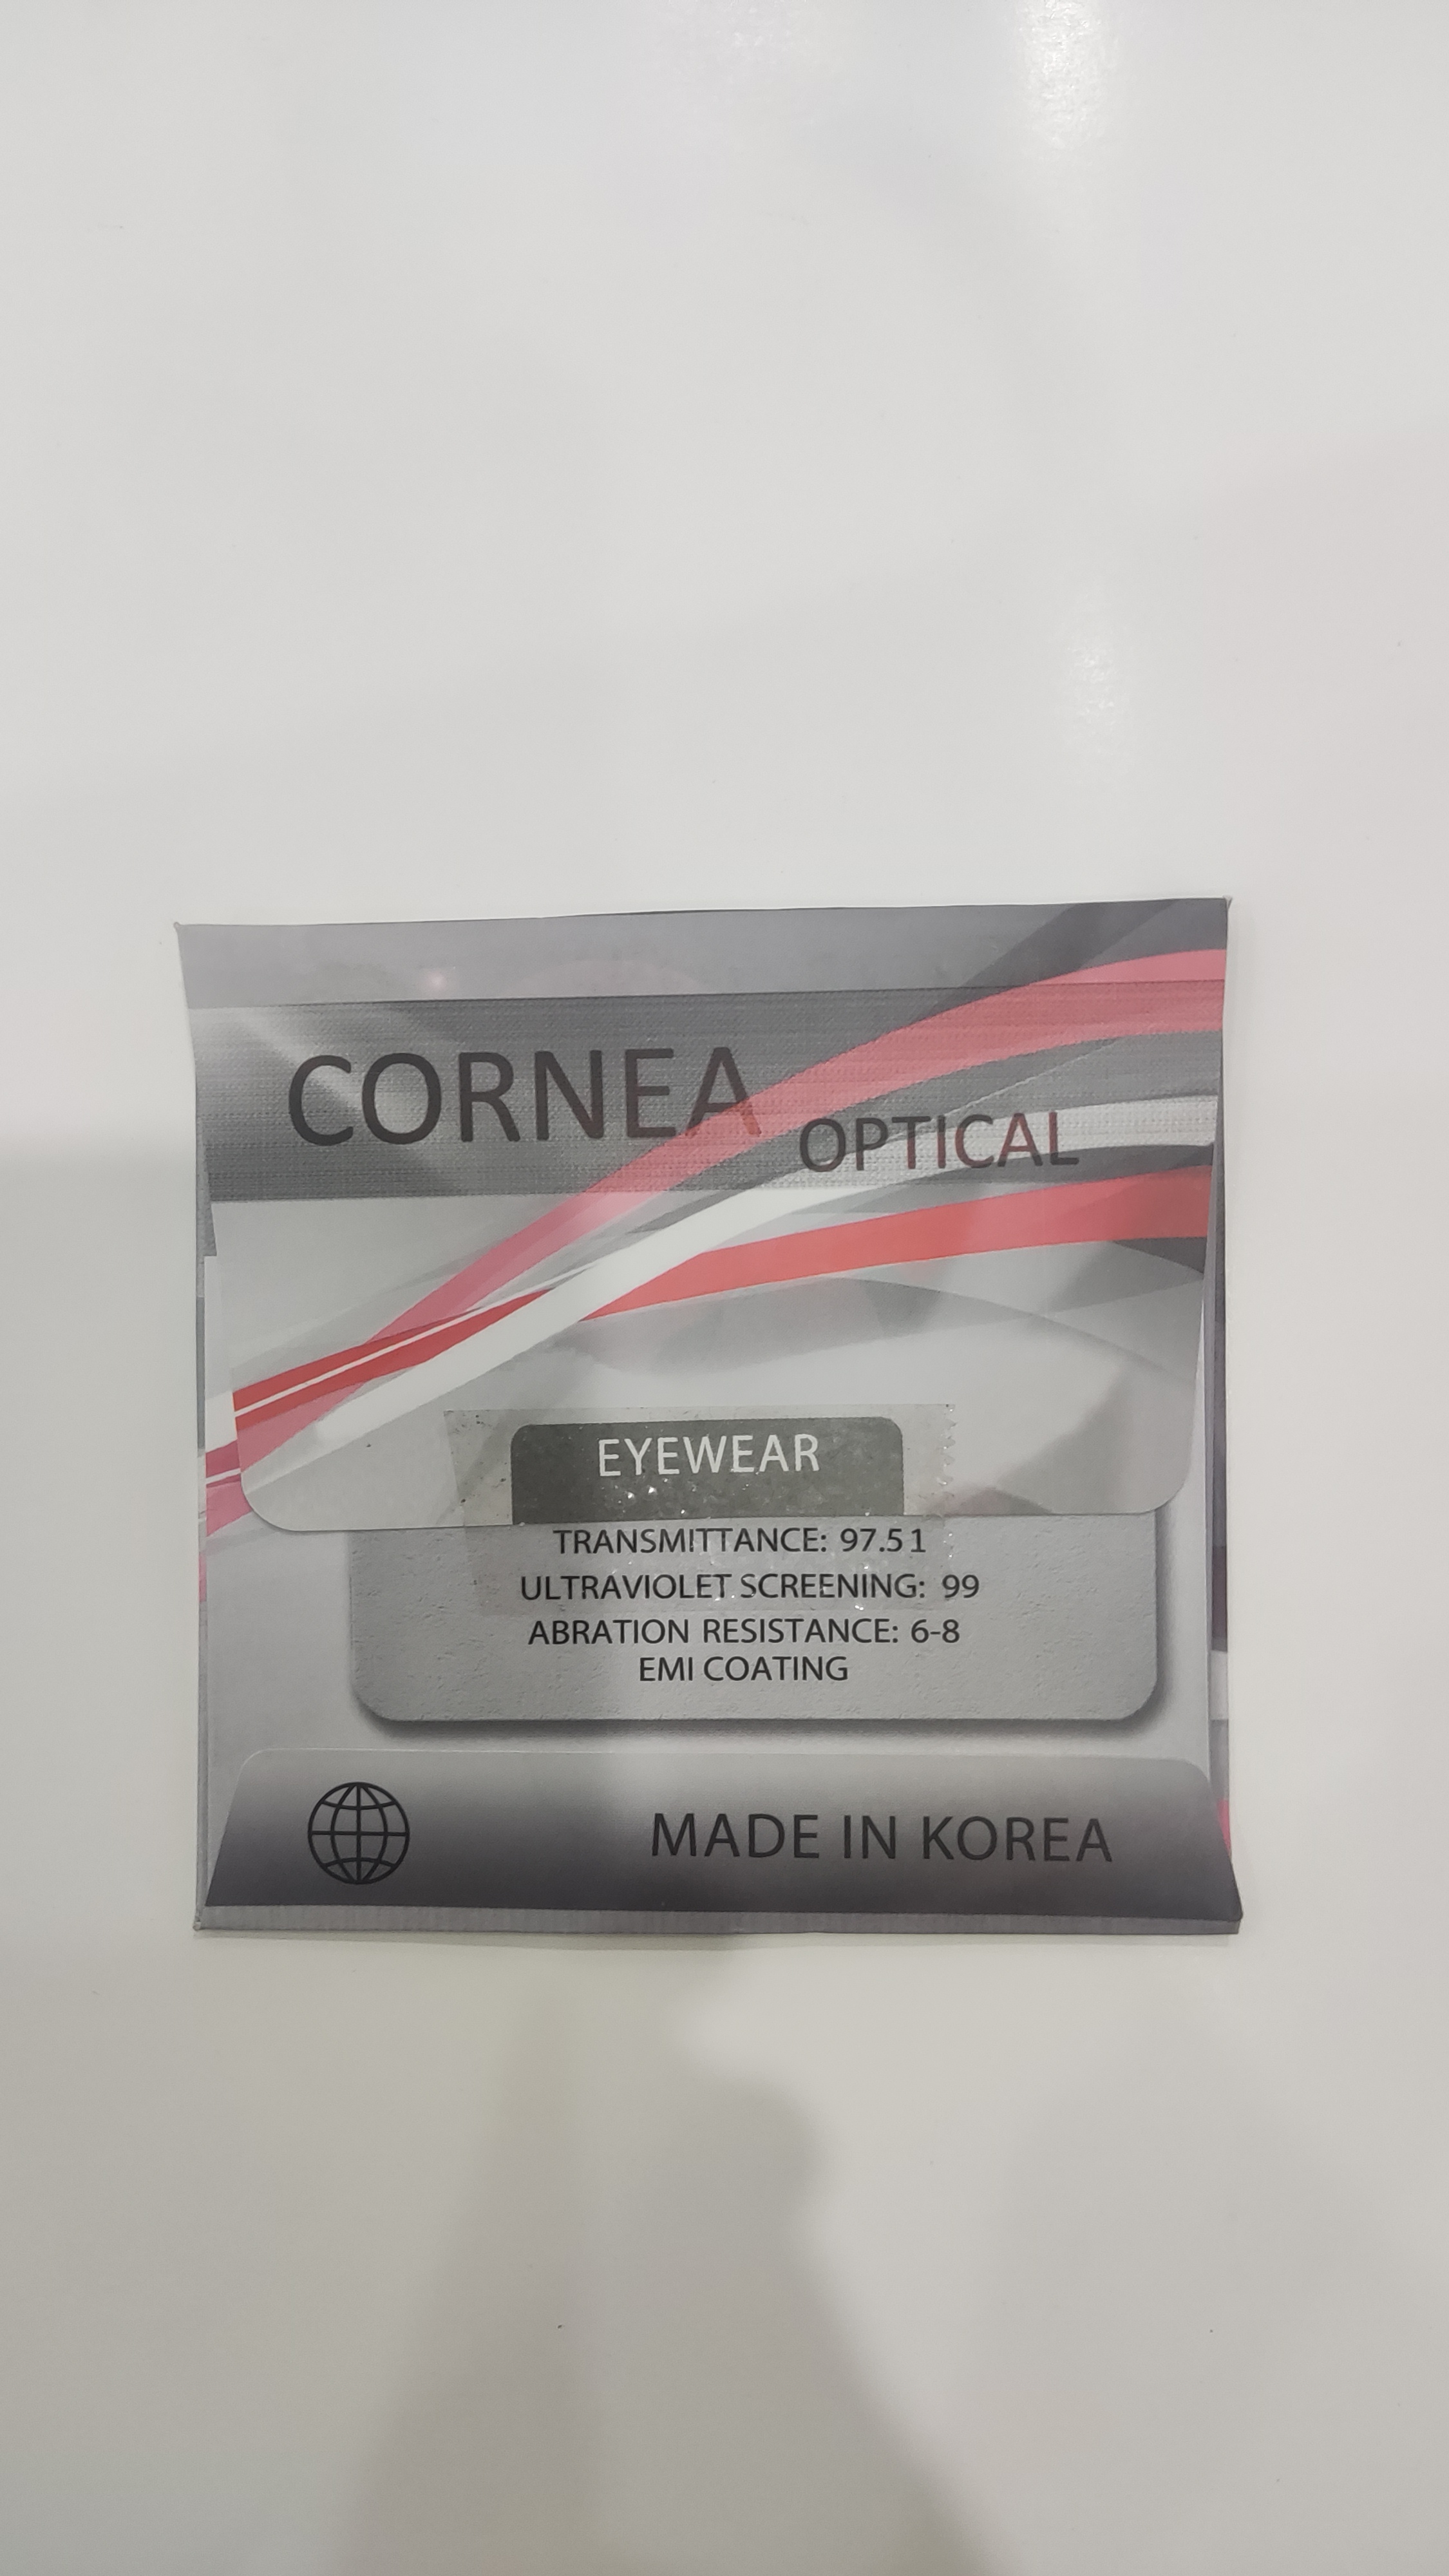 CORNEA
OPTICAL
EYEWEAR
TRANSMITTANCE: 97.51
ULTRAVIOLET SCREENING: 99
ABRATION RESISTANCE: 6-8
EMI COATING
MADE IN KOREA